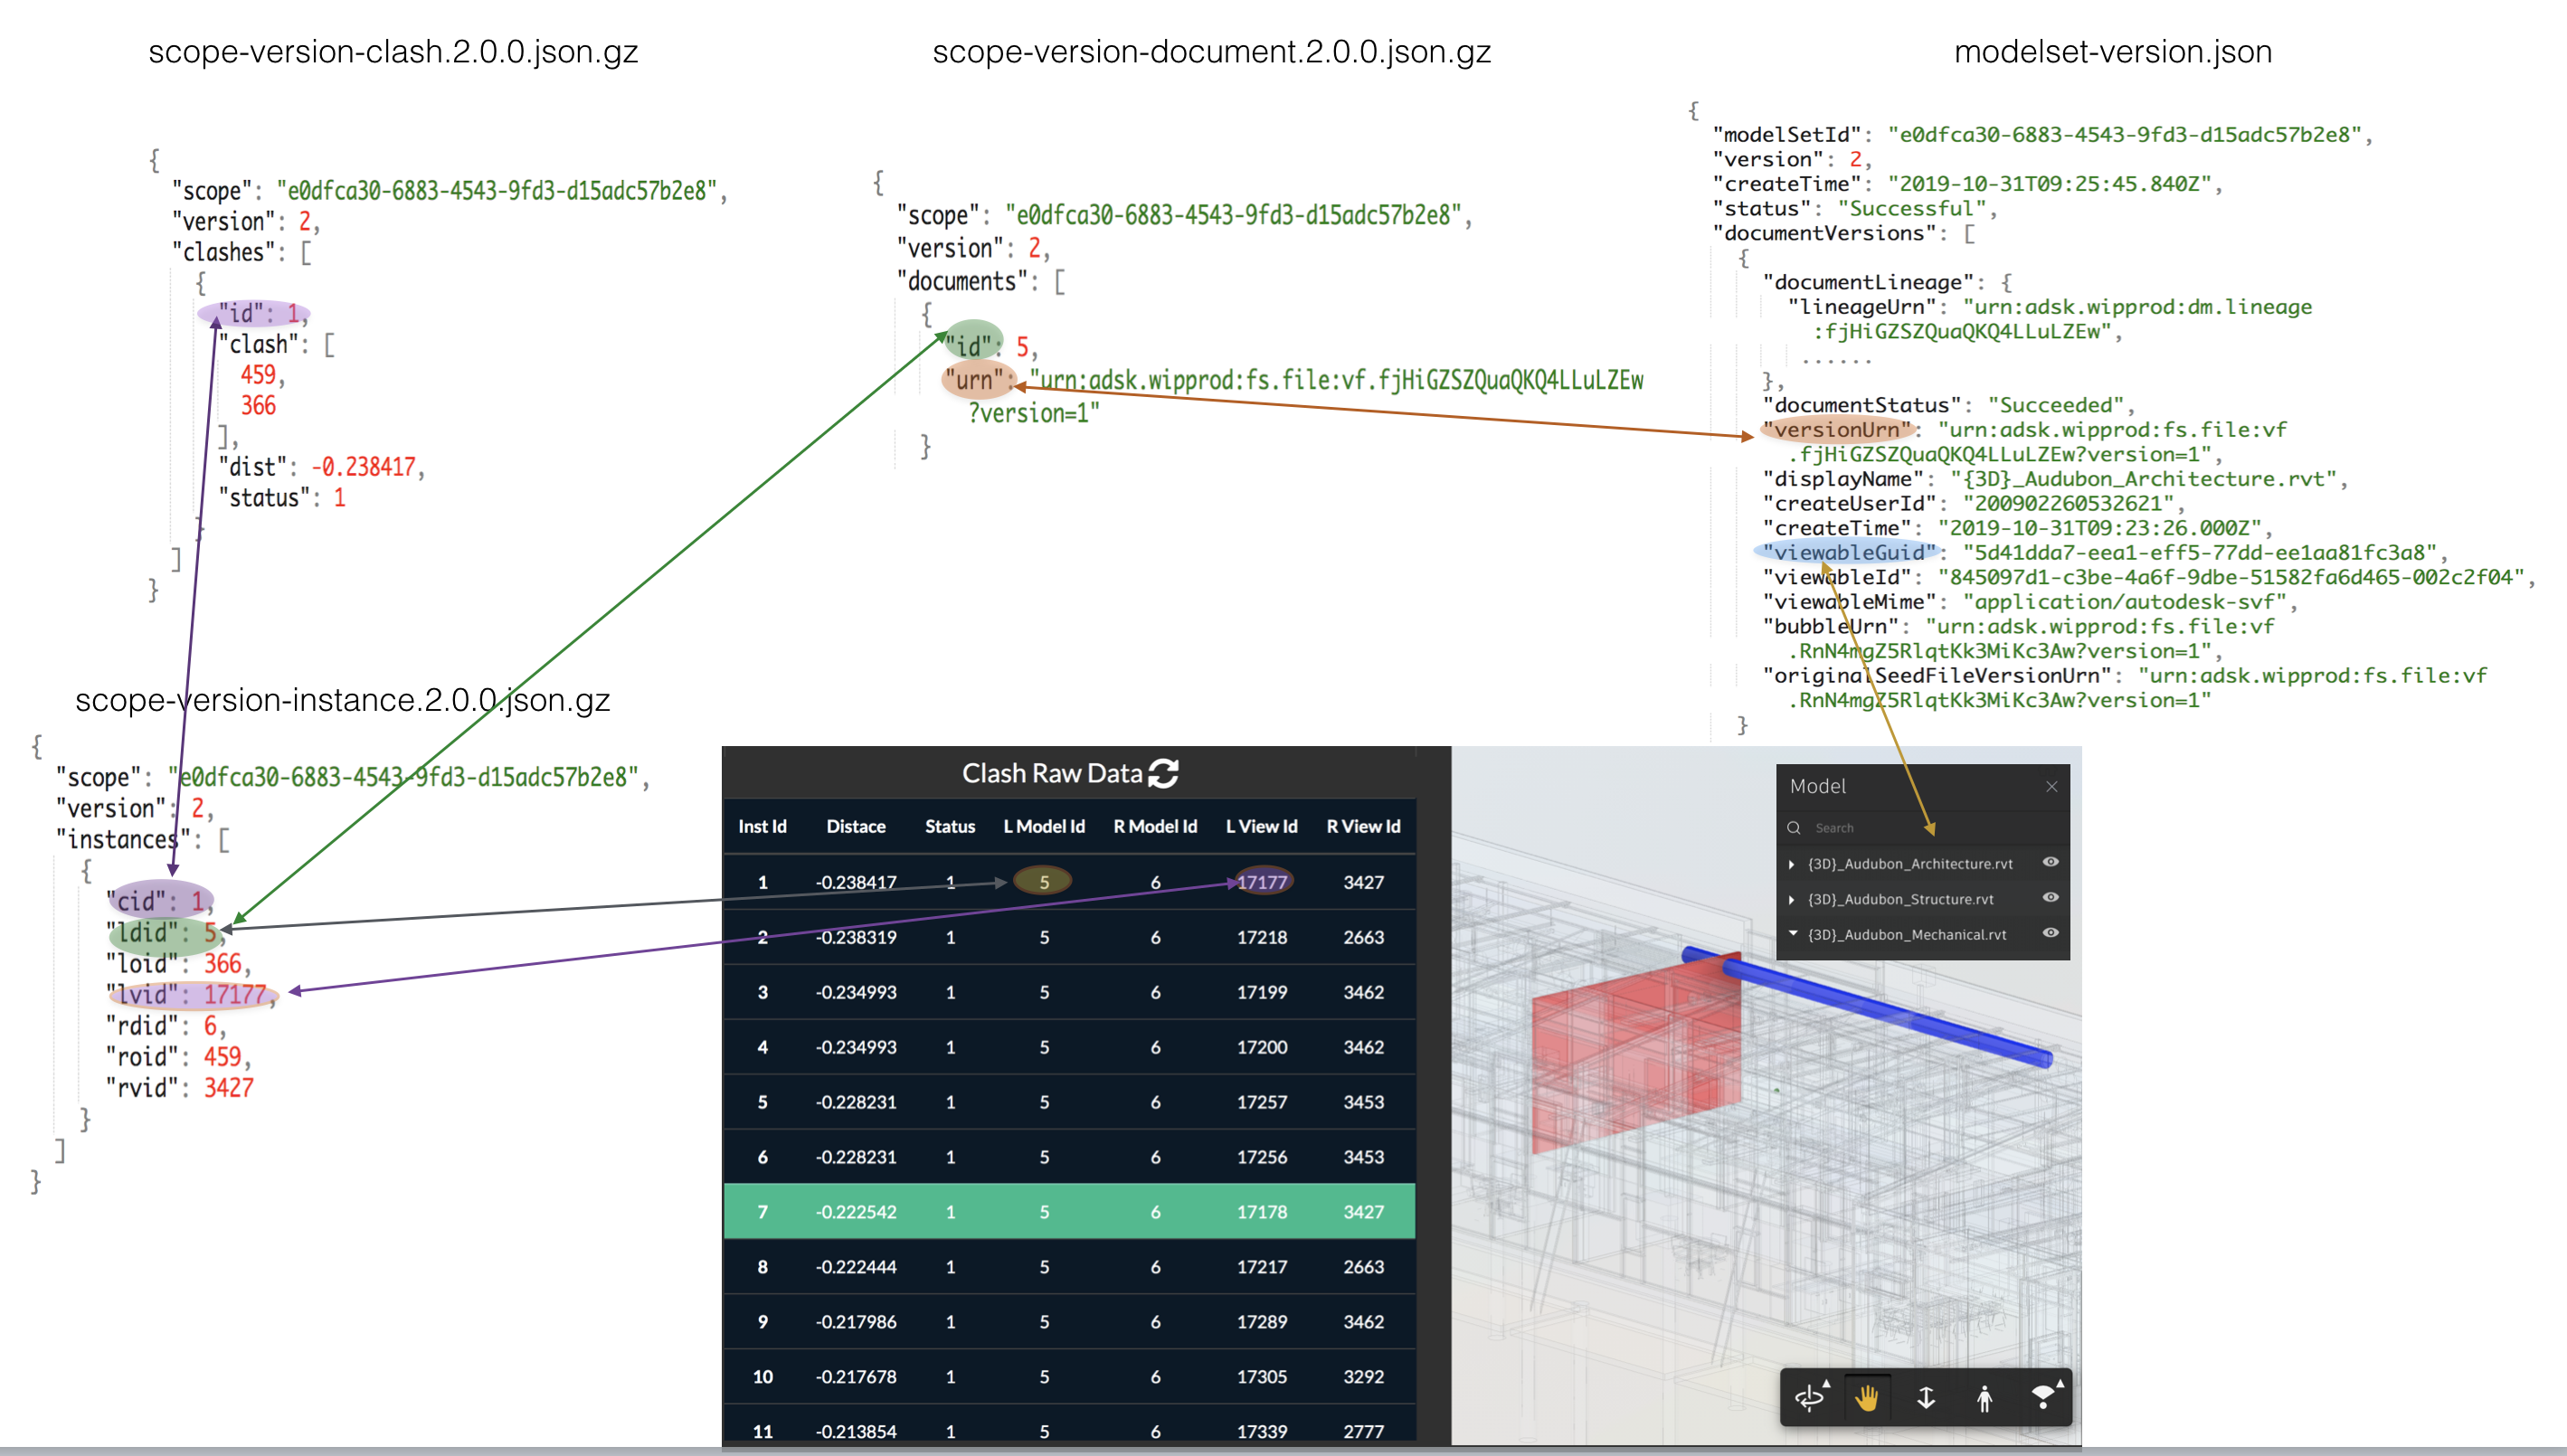 scope-version-clash.2.0.0.json.gz
{
"scope": "e0dfca30-6883-4543-9fd3-d15adc57b2e8",
"version": 2,
"clashes": [
{
"id": 1,
"clash": [
459,
366
],
"dist": -0.238417,
"status": 1
}
]
}
scope-version-document.2.0.0.json.gz
{
"scope": "e0dfca30-6883-4543-9fd3-d15adc57b2e8",
"version": 2,
"documents": [
{
"id": 5,
"urn": "urn:adsk.wipprod:fs.file:vf.fjHiGZSZQuaQKQ4LLuLZEw
?version=1"
}
modelset-version.json
{
"modelSetId": "e0dfca30-6883-4543-9fd3-d15adc57b2e8",
"version": 2,
"createTime": "2019-10-31T09:25:45.840Z",
"status": "Successful",
"documentVersions": [
{
"documentLineage": {
"lineageUrn": "urn:adsk.wipprod:dm.lineage
:fjHiGZSZQuaQKQ4LLuLZEw",
......
},
"documentStatus": "Succeeded",
"versionUrn": "urn:adsk.wipprod:fs.file:vf
.fjHiGZSZQuaQKQ4LLuLZEw?version=1",
"displayName": "{3D}_Audubon_Architecture.rvt",
"createUserId": "200902260532621",
"createTime": "2019-10-31T09:23:26.000Z",
"viewableGuid": "5d41dda7-eea1-eff5-77dd-ee1aa81fc3a8",
"viewableId": "845097d1-c3be-4a6f-9dbe-51582fa6d465-002c2f04",
"viewableMime": "application/autodesk-svf",
"bubbleUrn": "urn:adsk.wipprod:fs.file:vf
.RnN4mgZ5RlqtKk3MiKc3Aw?version=1",
"originalSeedFileVersionUrn": "urn:adsk.wipprod:fs.file:vf
.RnN4mgZ5RlqtKk3MiKc3Aw?version=1"
}
scope-version-instance.2.0.0.json.gz
{
"scope": "e0dfca30-6883-4543-9fd3-d15adc57b2e8",
"version": 2,
"instances": [
{
"cid": 1,
"ldid": 5,
"loid": 366,
"lvid": 17177,
"rdid": 6,
"roid": 459,
"rvid": 3427
}
]
}
Clash Raw Data
Inst Id Distace Status L Model Id R Model Id L View Id R View Id
1 -0.238417 1 5 6 17177 3427
2 -0.238319 1 5 6 17218 2663
3 -0.234993 1 5 6 17199 3462
4 -0.234993 1 5 6 17200 3462
5 -0.228231 1 5 6 17257 3453
6 -0.228231 1 5 6 17256 3453
7 -0.222542 1 5 6 17178 3427
8 -0.222444 1 5 6 17217 2663
9 -0.217986 1 5 6 17289 3462
10 -0.217678 1 5 6 17305 3292
11 -0.213854 1 5 6 17339 2777
Model
Search
{3D}_Audubon_Architecture.rvt
{3D}_Audubon_Structure.rvt
{3D}_Audubon_Mechanical.rvt